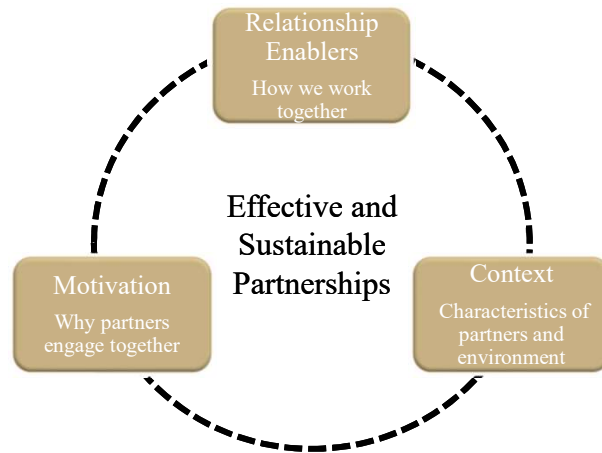 Relationship
Enablers
How we work
together
Effective and
Sustainable
Partnerships
Motivation
Why partners
engage together
Context
Characteristics of
partners and
environment